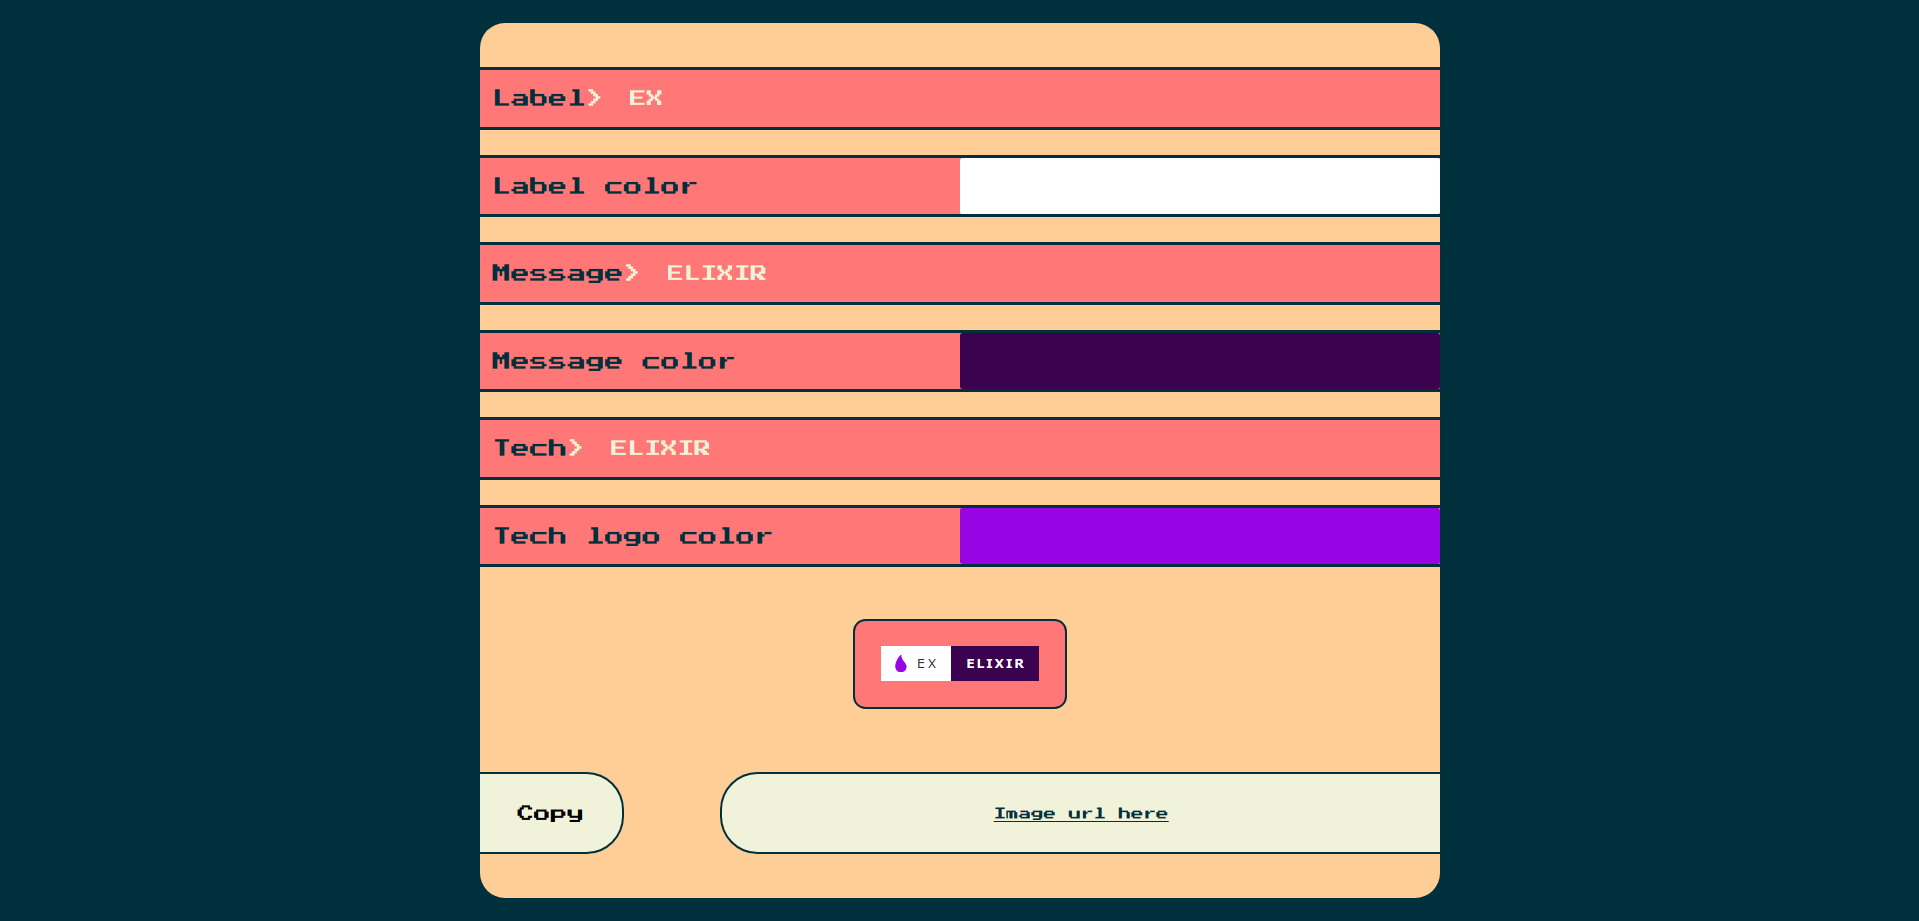 Label> EX
Label color
Message> ELIXIR
Message color
Tech> ELIXIR
Tech logo color
EX ELIXIR
Copy Image url here